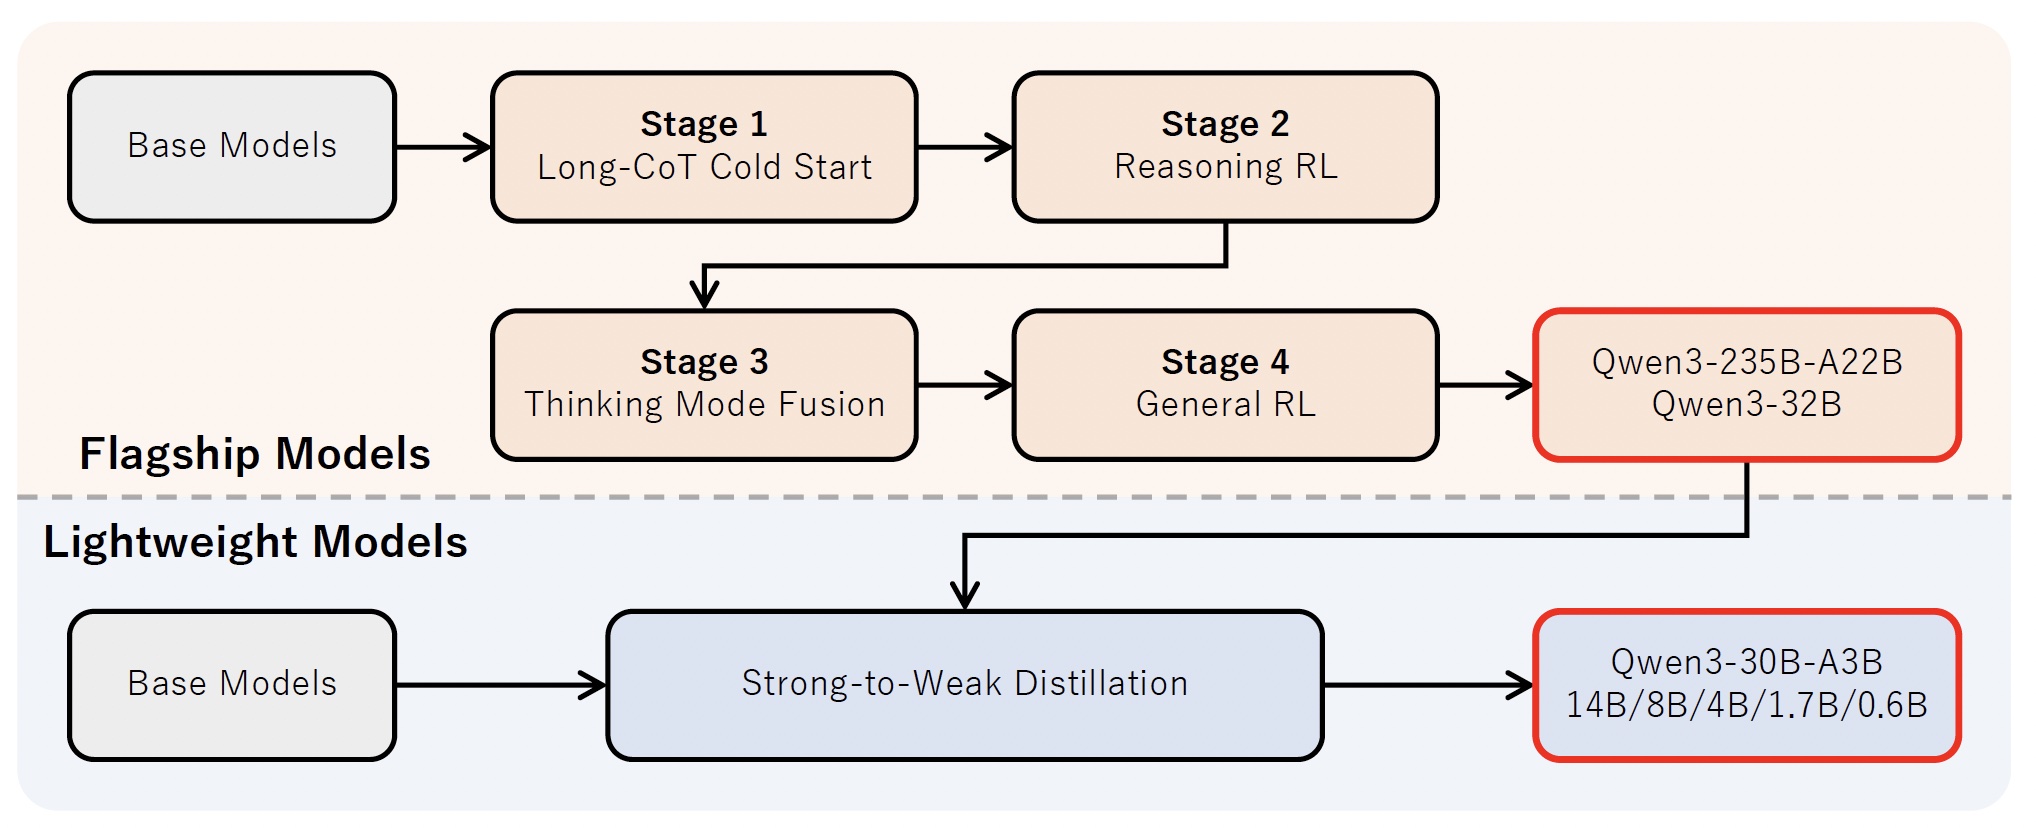 Base Models
Stage 1
Long-CoT Cold Start
Stage 2
Reasoning RL
Stage 3
Thinking Mode Fusion
Stage 4
General RL
Qwen3-235B-A22B
Qwen3-32B
Flagship Models
Lightweight Models
Base Models
Strong-to-Weak Distillation
Qwen3-30B-A3B
14B/8B/4B/1.7B/0.6B